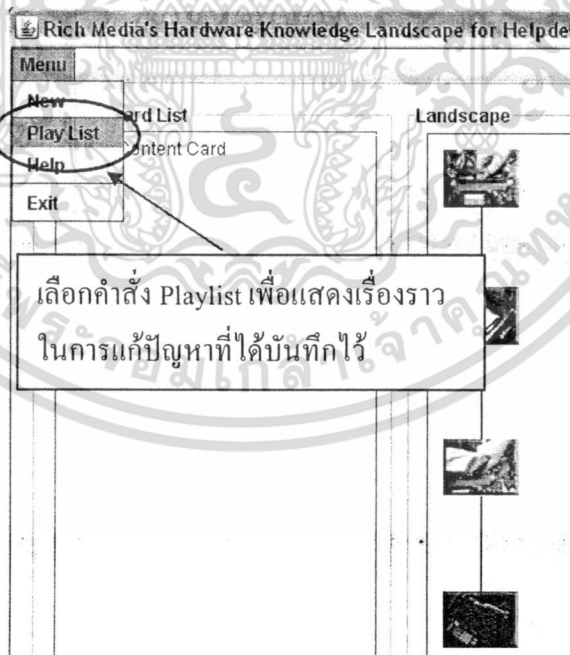 Rich Media's Hardware Knowledge Landscape for Helpde
Menu
New
Play List
Help
Exit
ard List
ontent Card
Landscape
เลือกคำสั่ง Playlist เพื่อแสดงเรื่องราว
ในการแก้ปัญหาที่ได้บันทึกไว้